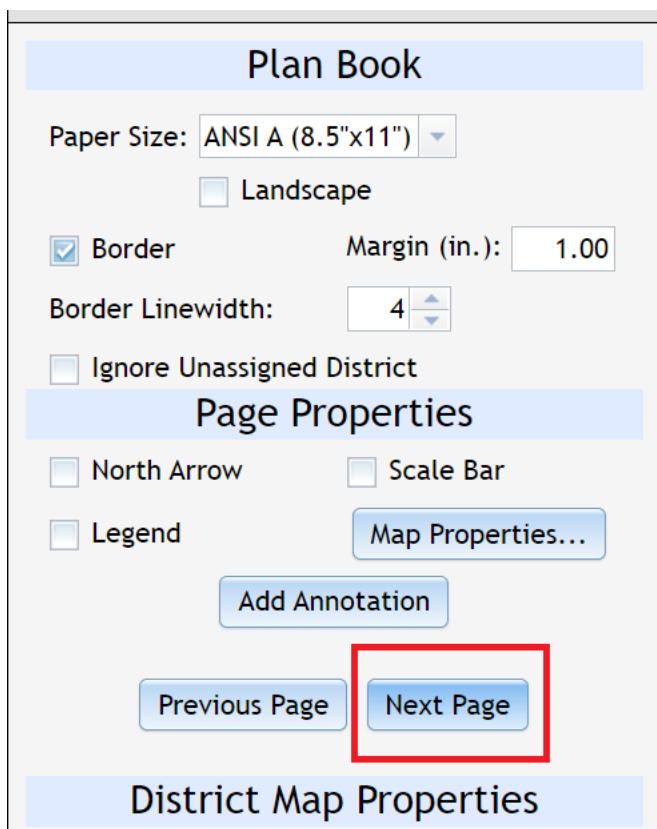 Plan Book
Paper Size: ANSI A (8.5"x11")
Landscape
Border Margin (in.): 1.00
Border Linewidth: 4
Ignore Unassigned District
Page Properties
North Arrow Scale Bar
Legend Map Properties...
Add Annotation
Previous Page Next Page
District Map Properties